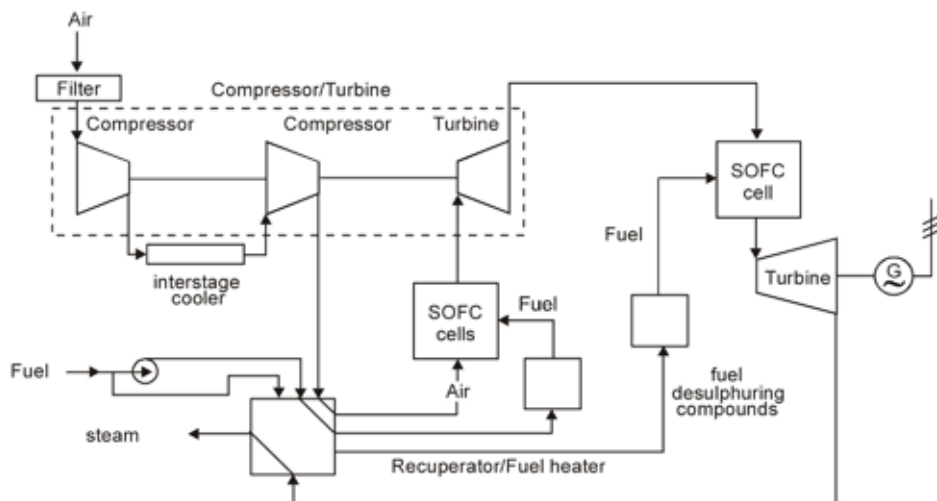 Air
Filter
Compressor/Turbine
Compressor
Compressor
Turbine
SOFC
cell
Fuel
interstage
cooler
Turbine
G
SOFC
cells
Fuel
Fuel
Air
fuel
desulphuring
compounds
steam
Recuperator/Fuel heater